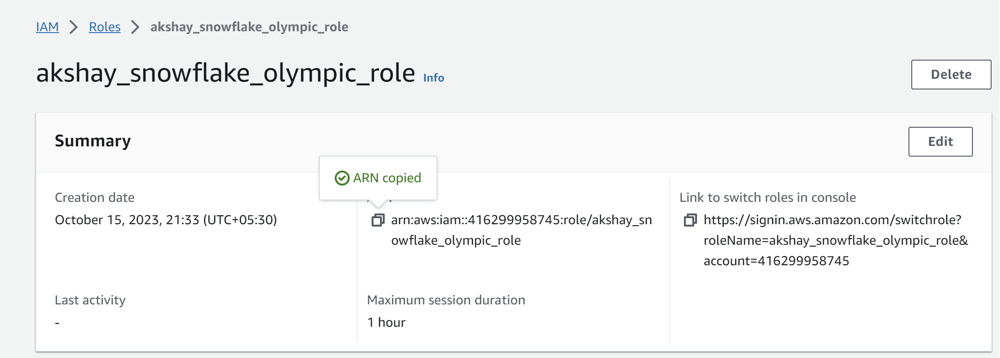 IAM > Roles > akshay_snowflake_olympic_role
akshay_snowflake_olympic_role Info
Delete
Summary
Edit
ARN copied
Creation date
October 15, 2023, 21:33 (UTC+05:30)
arn:aws:iam::416299958745:role/akshay_sn
owflake_olympic_role
Link to switch roles in console
https://signin.aws.amazon.com/switchrole?
roleName=akshay_snowflake_olympic_role&
account=416299958745
Last activity
-
Maximum session duration
1 hour